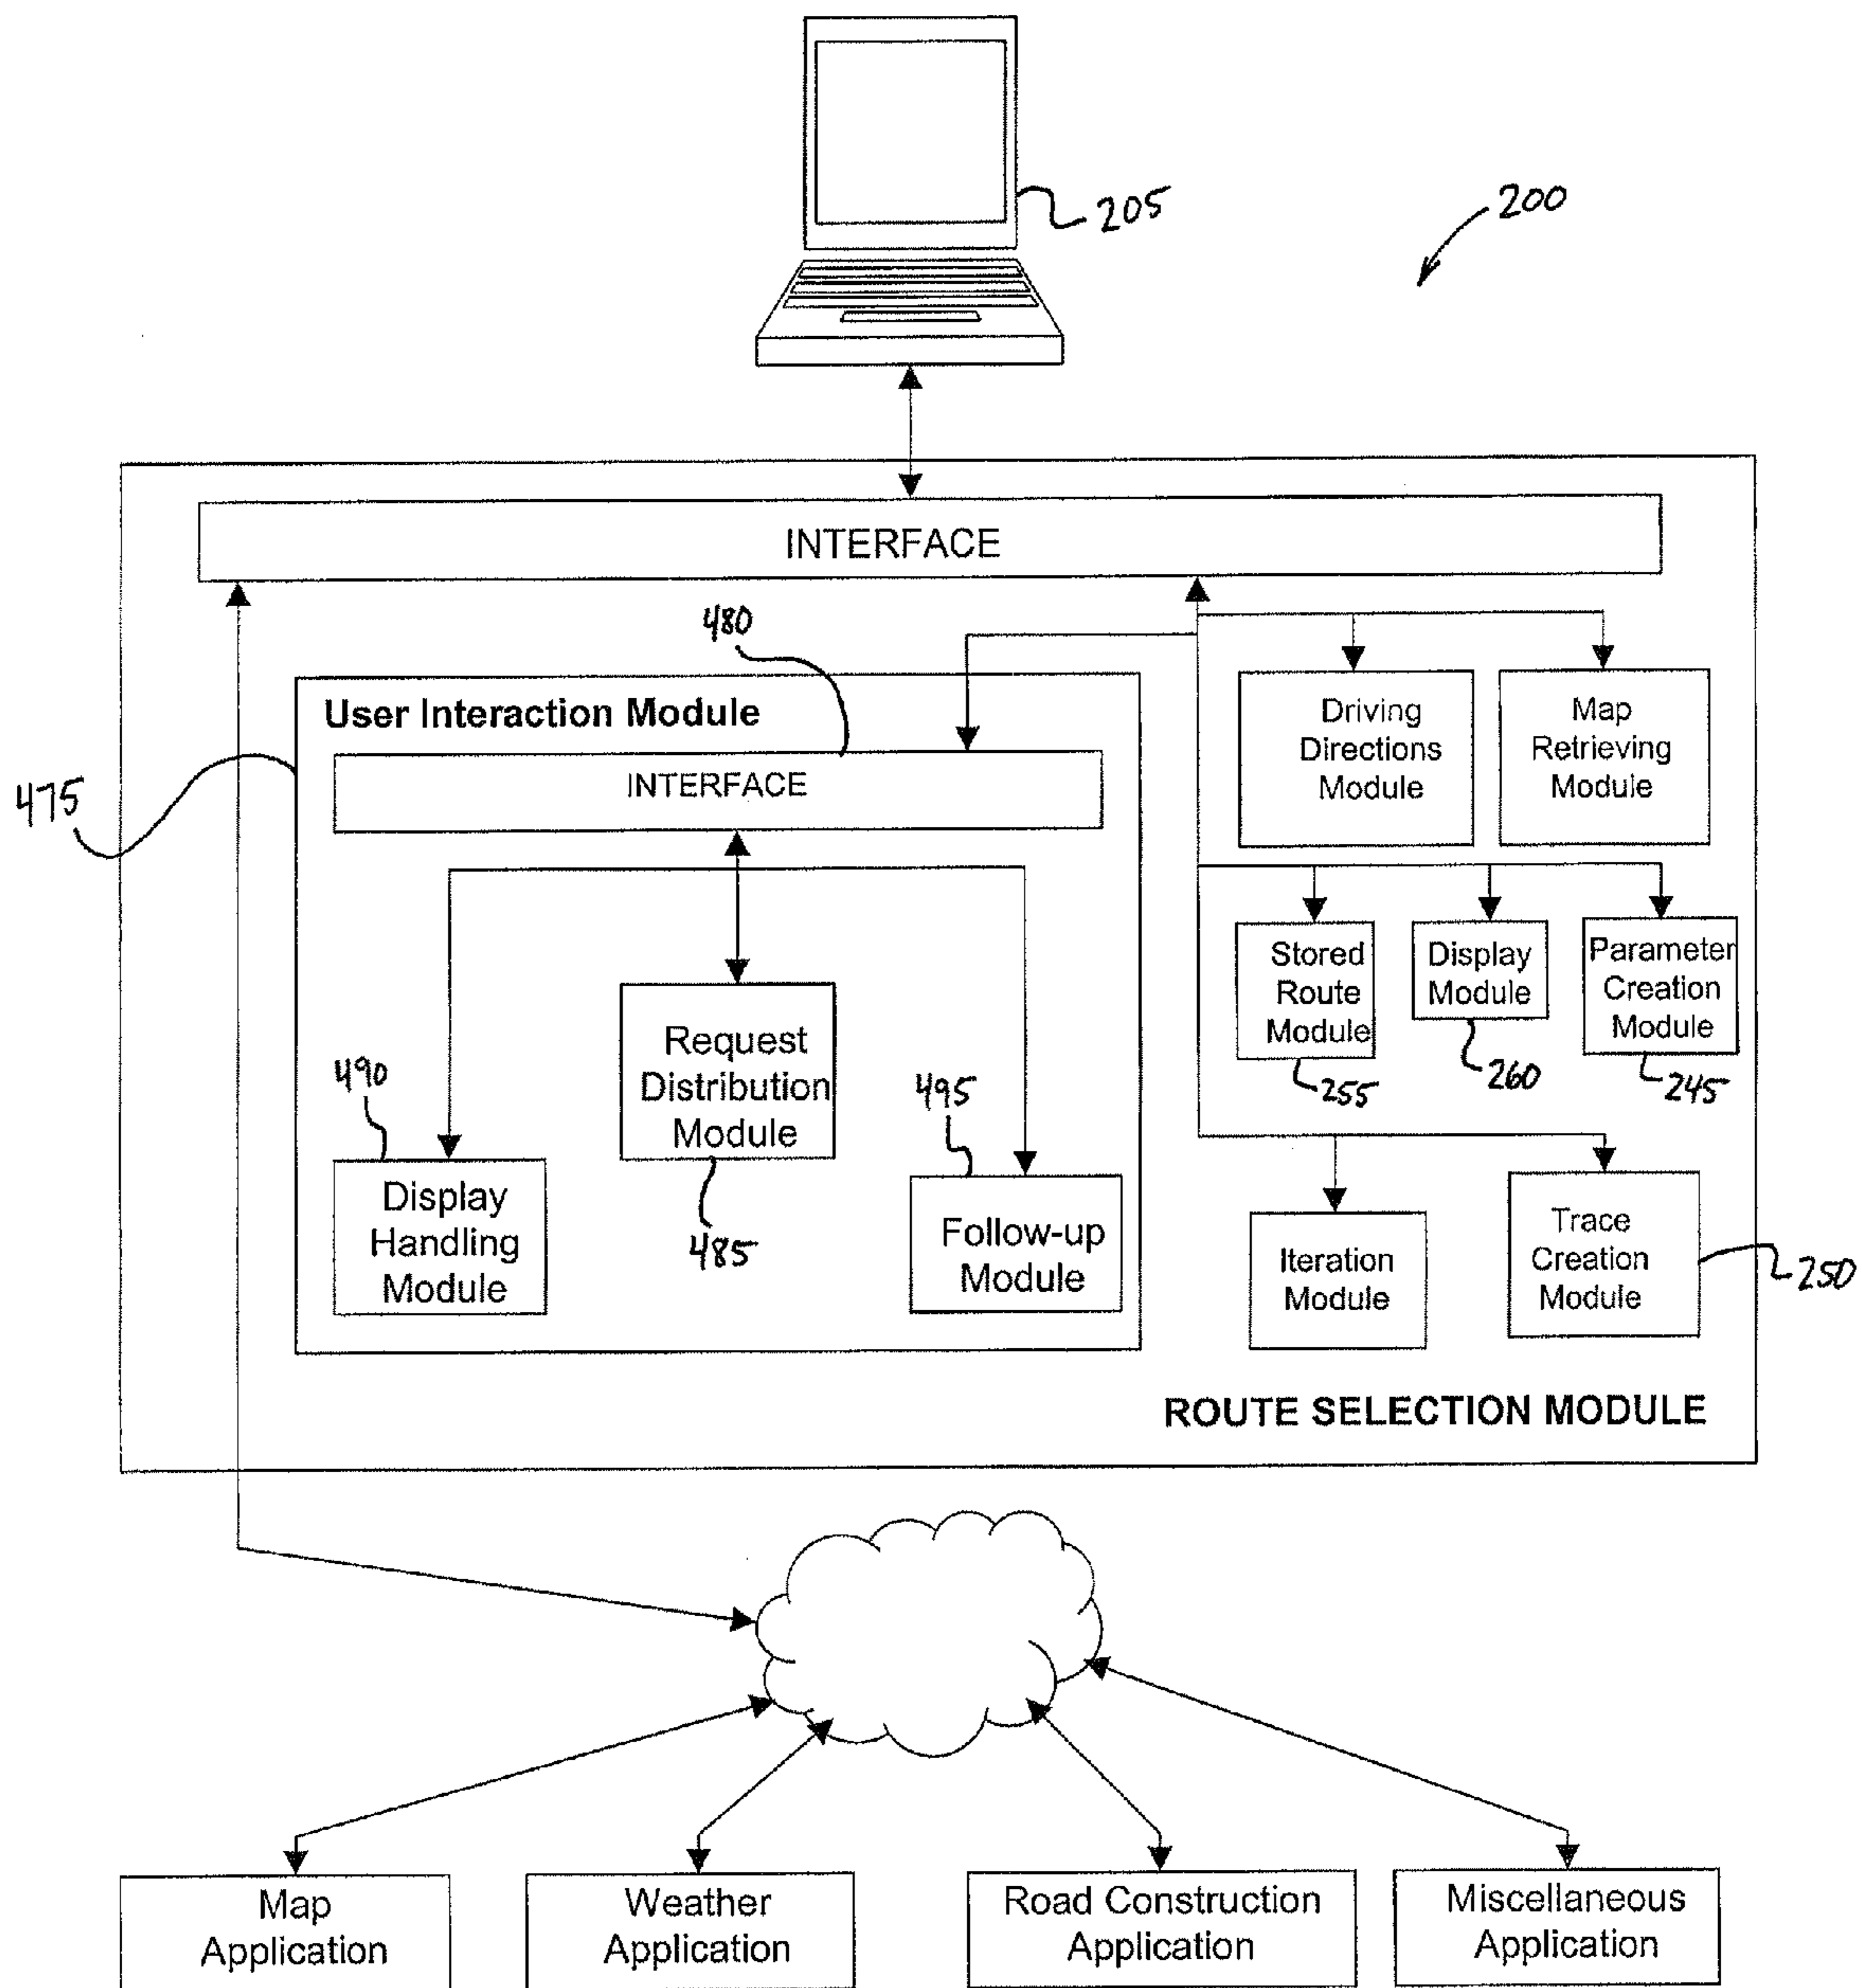 205
200
INTERFACE
480
User Interaction Module
INTERFACE
475
Driving
Directions
Module
Map
Retrieving
Module
Stored
Route
Module
255
Display
Module
260
Parameter
Creation
Module
245
Request
Distribution
Module
485
490
Display
Handling
Module
495
Follow-up
Module
Iteration
Module
Trace
Creation
Module
250
ROUTE SELECTION MODULE
Map
Application
Weather
Application
Road Construction
Application
Miscellaneous
Application